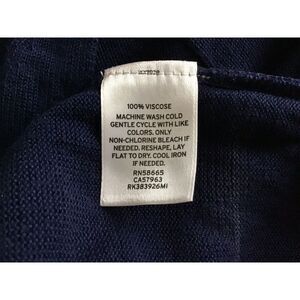 100% VISCOSE
MACHINE WASH COLD
GENTLE CYCLE WITH LIKE
COLORS. ONLY
NON-CHLORINE BLEACH IF
NEEDED. RESHAPE, LAY
FLAT TO DRY. COOL IRON
IF NEEDED.
RN58665
CA57963
RK383926MI